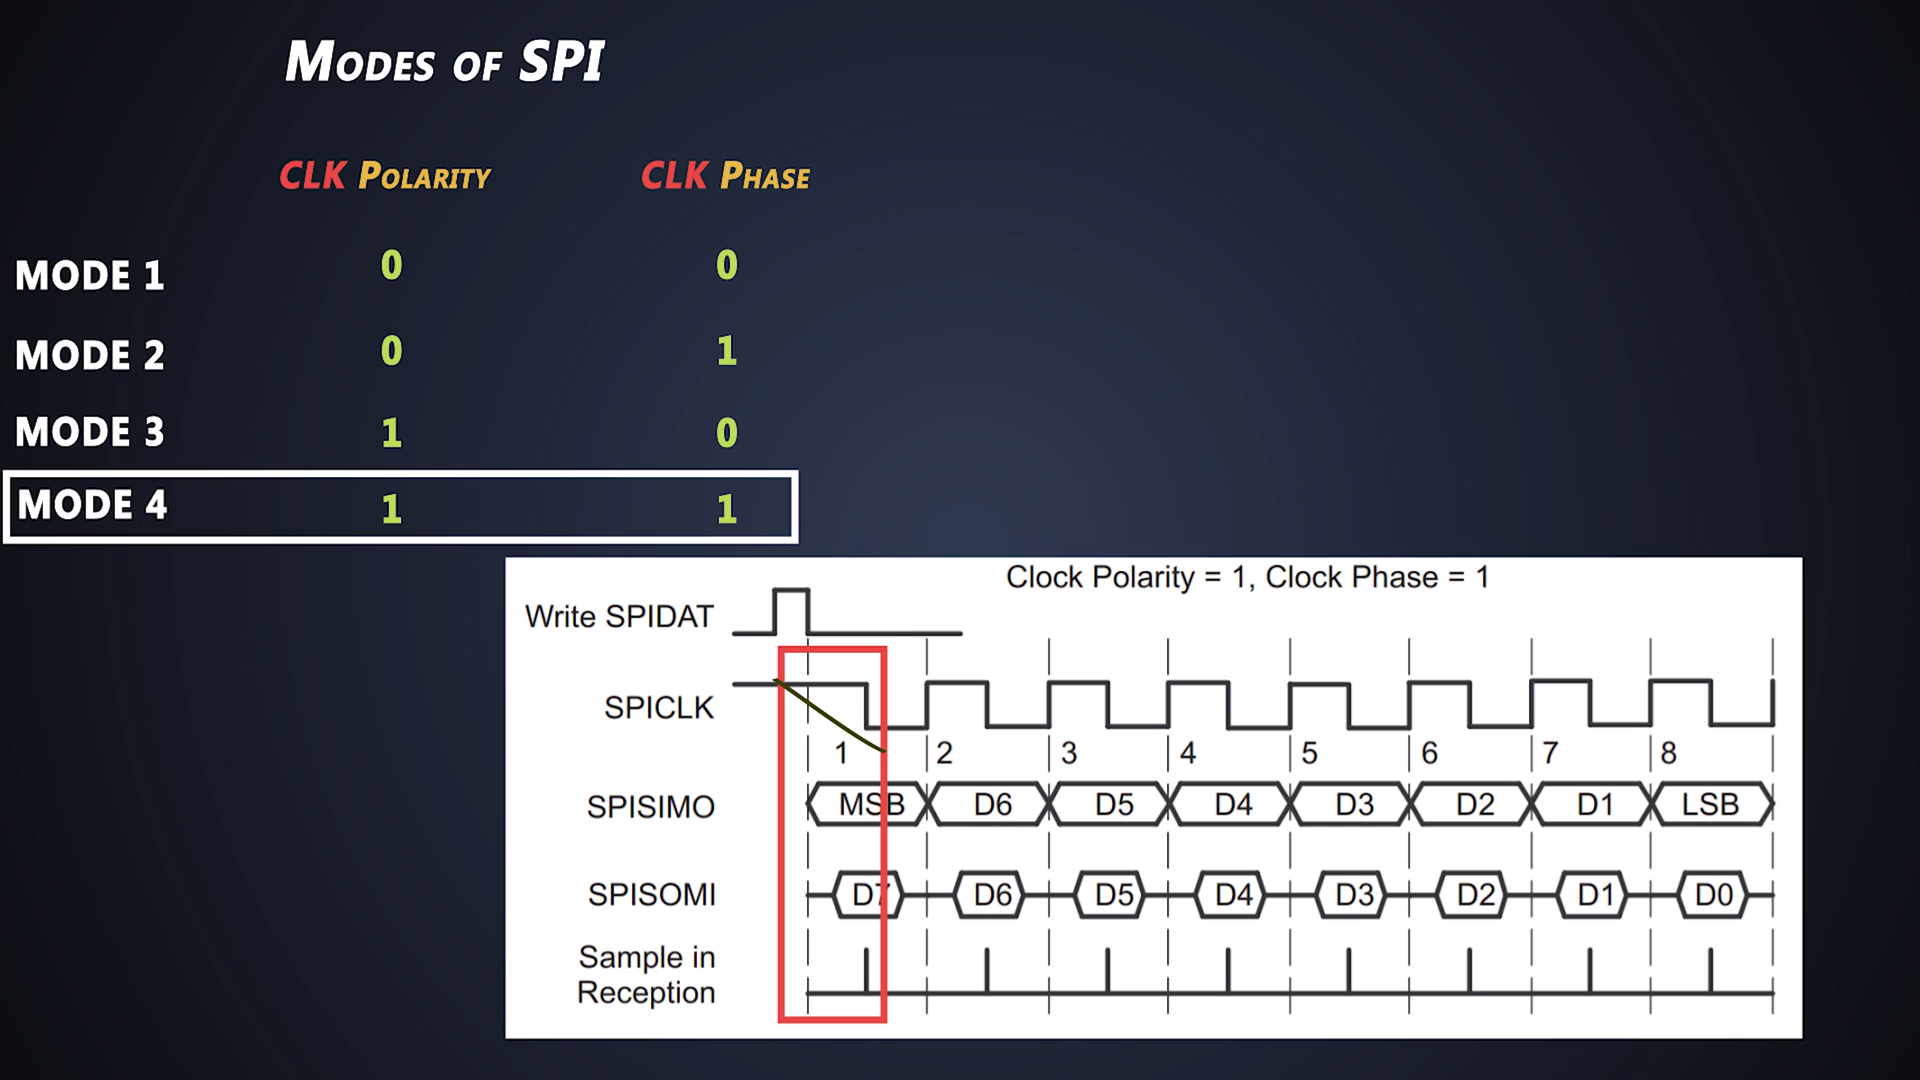 MODES OF SPI
CLK POLARITY CLK PHASE
MODE 1 0 0
MODE 2 0 1
MODE 3 1 0
MODE 4 1 1
Clock Polarity = 1, Clock Phase = 1
Write SPIDAT
SPICLK
1 2 3 4 5 6 7 8
SPISIMO MSB D6 D5 D4 D3 D2 D1 LSB
SPISOMI D7 D6 D5 D4 D3 D2 D1 D0
Sample in
Reception